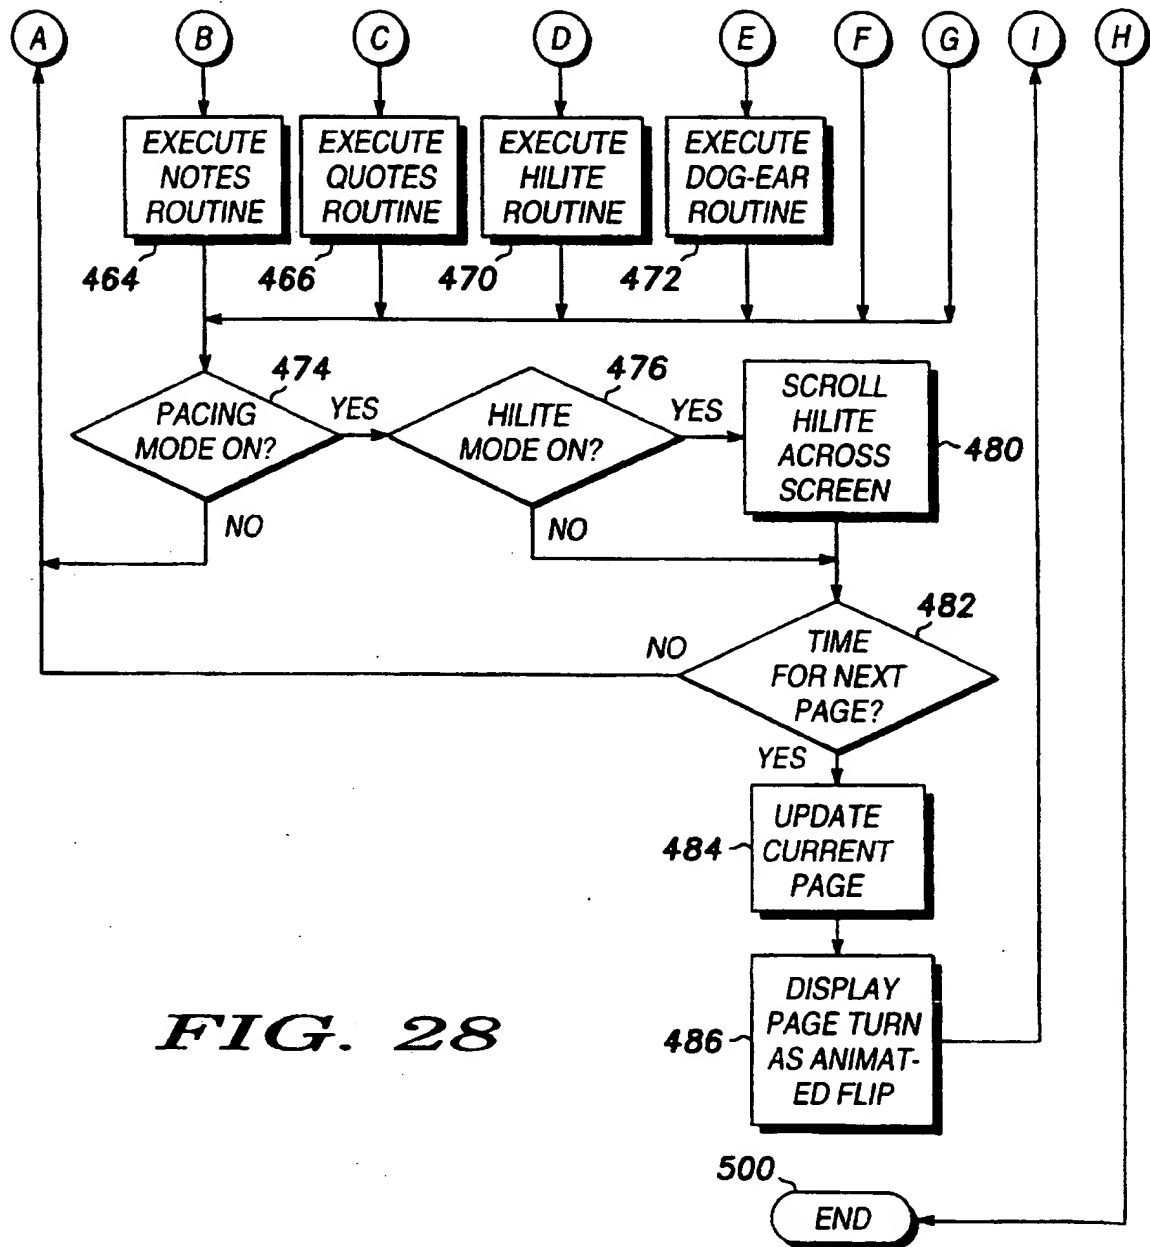 A B C D E F G I H
EXECUTE
NOTES
ROUTINE
464
EXECUTE
QUOTES
ROUTINE
466
EXECUTE
HILITE
ROUTINE
470
EXECUTE
DOG-EAR
ROUTINE
472
474
PACING
MODE ON?
YES
NO
476
HILITE
MODE ON?
YES
NO
SCROLL
HILITE
ACROSS
SCREEN
480
482
TIME
FOR NEXT
PAGE?
NO
YES
UPDATE
CURRENT
PAGE
484
DISPLAY
PAGE TURN
AS ANIMAT-
ED FLIP
486
FIG. 28
500
END